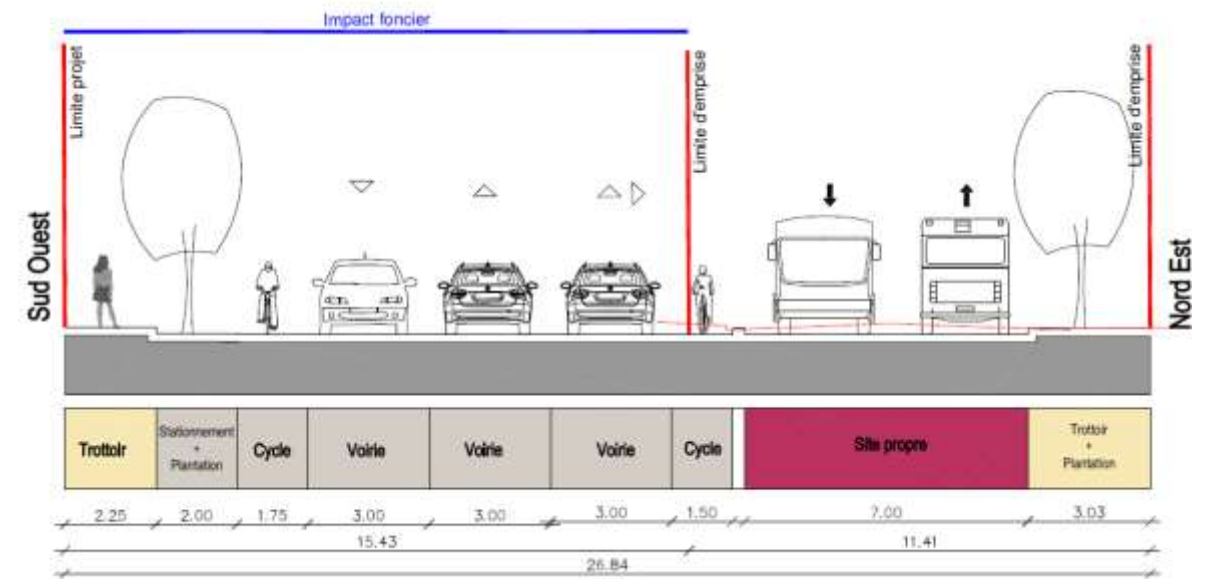 Impact foncier
Limite projet
Limite d'emprise
Limite d'emprise
Sud Ouest
Nord Est
Trottoir
Stationnement
+
Plantation
Cycle
Voirie
Voirie
Voirie
Cycle
Site propre
Trottoir
+
Plantation
2.25 2.00 1.75 3.00 3.00 3.00 1.50 7.00 3.03
15.43 11.41
26.84